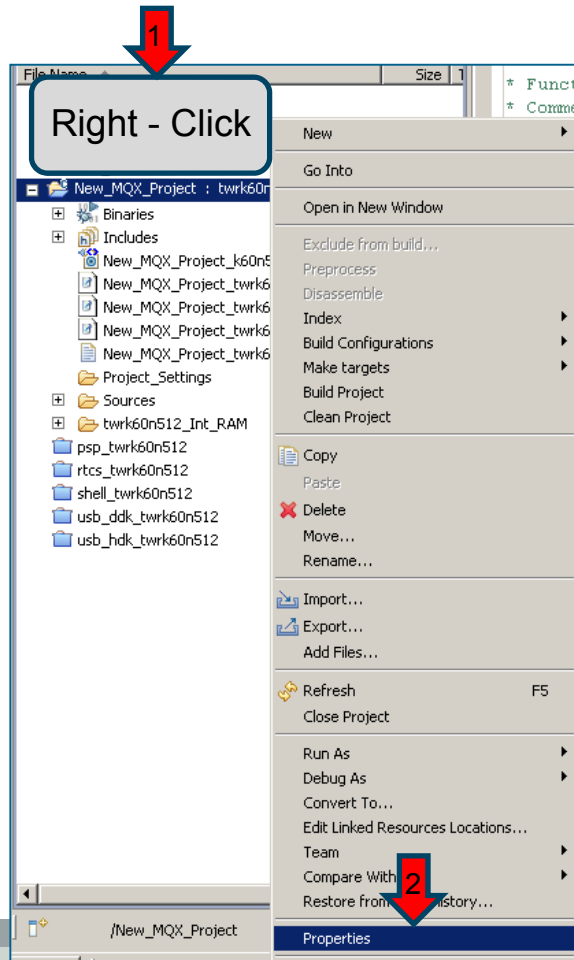 1
File Name
Size
Right - Click
* Funct
* Comme
New_MQX_Project : twrk60n
Binaries
Includes
New_MQX_Project_k60n5
New_MQX_Project_twrk6
New_MQX_Project_twrk6
New_MQX_Project_twrk6
New_MQX_Project_twrk6
Project_Settings
Sources
twrk60n512_Int_RAM
psp_twrk60n512
rtcs_twrk60n512
shell_twrk60n512
usb_ddk_twrk60n512
usb_hdk_twrk60n512
New
Go Into
Open in New Window
Exclude from build...
Preprocess
Disassemble
Index
Build Configurations
Make targets
Build Project
Clean Project
Copy
Paste
Delete
Move...
Rename...
Import...
Export...
Add Files...
Refresh F5
Close Project
Run As
Debug As
Convert To...
Edit Linked Resources Locations...
Team
Compare With
2
Restore from istory...
Properties
/New_MQX_Project